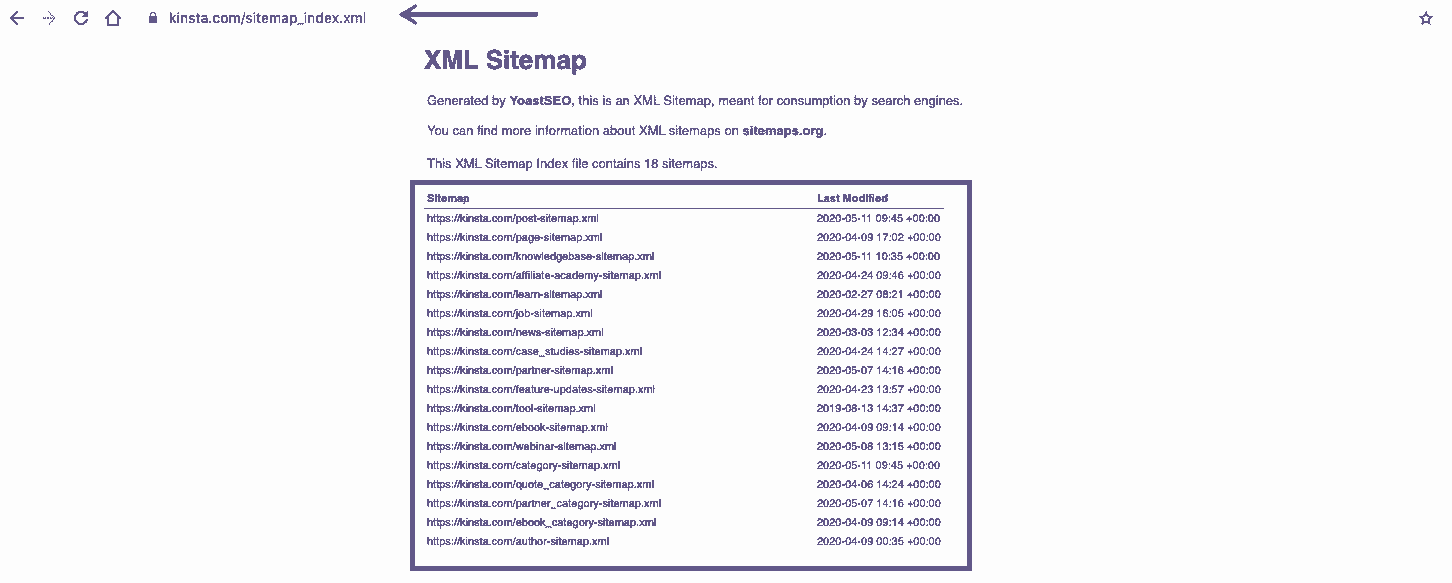 kinsta.com/sitemap_index.xml
XML Sitemap
Generated by YoastSEO, this is an XML Sitemap, meant for consumption by search engines.
You can find more information about XML sitemaps on sitemaps.org.
This XML Sitemap Index file contains 18 sitemaps.
Sitemap Last Modified
https://kinsta.com/post-sitemap.xml 2020-05-11 09:45 +00:00
https://kinsta.com/page-sitemap.xml 2020-04-09 17:02 +00:00
https://kinsta.com/knowledgebase-sitemap.xml 2020-05-11 10:35 +00:00
https://kinsta.com/affiliate-academy-sitemap.xml 2020-04-24 09:46 +00:00
https://kinsta.com/learn-sitemap.xml 2020-02-27 08:21 +00:00
https://kinsta.com/job-sitemap.xml 2020-04-29 16:05 +00:00
https://kinsta.com/news-sitemap.xml 2020-03-03 12:34 +00:00
https://kinsta.com/case_studies-sitemap.xml 2020-04-24 14:27 +00:00
https://kinsta.com/partner-sitemap.xml 2020-05-07 14:16 +00:00
https://kinsta.com/feature-updates-sitemap.xml 2020-04-23 13:57 +00:00
https://kinsta.com/tool-sitemap.xml 2019-08-13 14:37 +00:00
https://kinsta.com/ebook-sitemap.xml 2020-04-09 09:14 +00:00
https://kinsta.com/webinar-sitemap.xml 2020-05-08 13:15 +00:00
https://kinsta.com/category-sitemap.xml 2020-05-11 09:45 +00:00
https://kinsta.com/quote_category-sitemap.xml 2020-04-06 14:24 +00:00
https://kinsta.com/partner_category-sitemap.xml 2020-05-07 14:16 +00:00
https://kinsta.com/ebook_category-sitemap.xml 2020-04-09 09:14 +00:00
https://kinsta.com/author-sitemap.xml 2020-04-09 00:35 +00:00